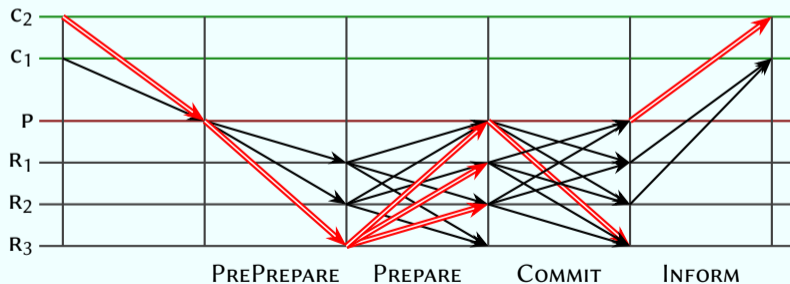 C₂
C₁
P
R₁
R₂
R₃
PREPREPARE PREPARE COMMIT INFORM